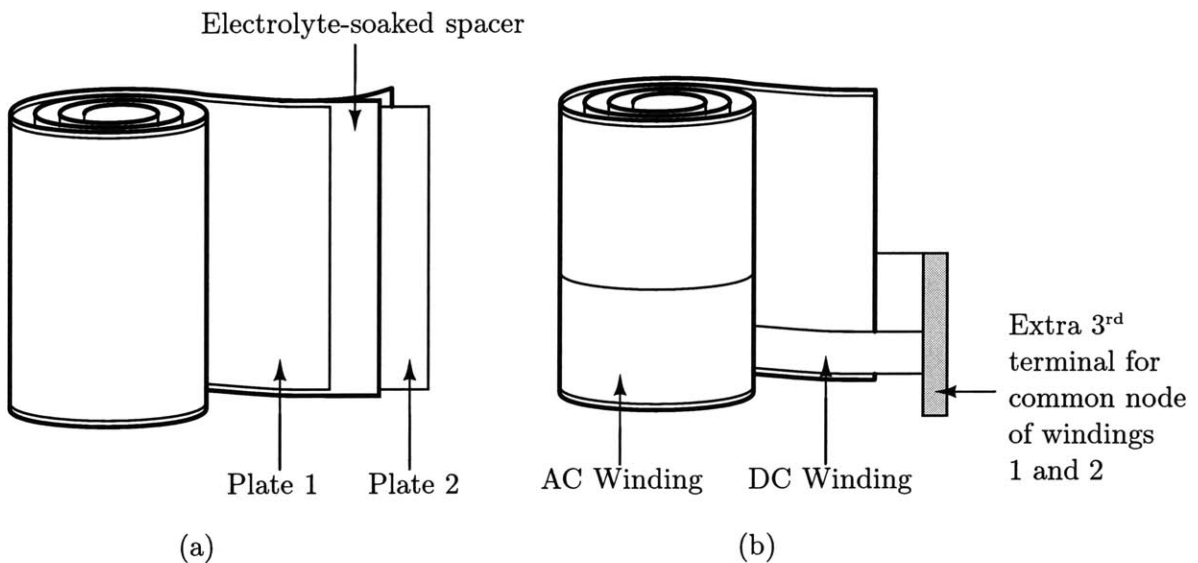 Electrolyte-soaked spacer
Plate 1
Plate 2
(a)
AC Winding
DC Winding
Extra 3rd
terminal for
common node
of windings
1 and 2
(b)